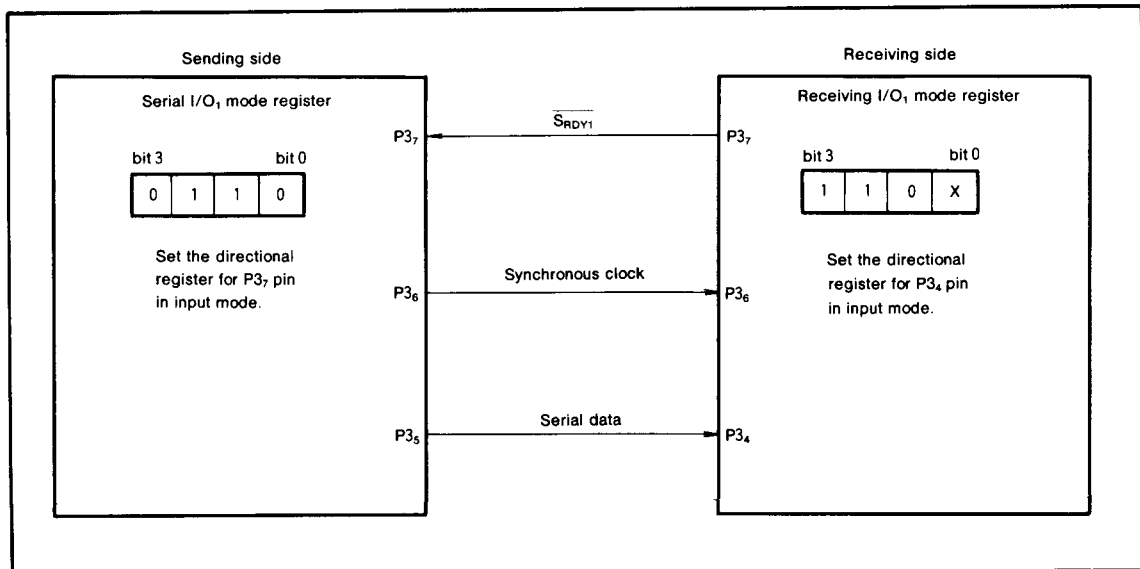 Sending side
Serial I/O₁ mode register
bit 3 bit 0
0 1 1 0
Set the directional
register for P3₇ pin
in input mode.
P3₇
P3₆
P3₅
S̅R̅D̅Y̅1̅
Synchronous clock
Serial data
Receiving side
Receiving I/O₁ mode register
bit 3 bit 0
1 1 0 X
Set the directional
register for P3₄ pin
in input mode.
P3₇
P3₆
P3₄